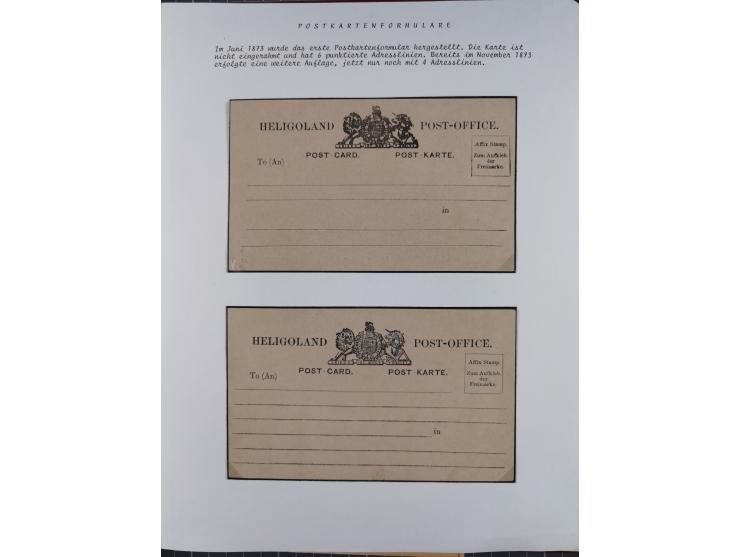 POSTKARTENFORMULARE
Im Juni 1873 wurde das erste Postkartenformular hergestellt. Die Karte ist
nicht eingerahmt und hat 6 punktierte Adresslinien. Bereits im November 1893
erfolgte eine weitere Auflage, jetzt nur noch mit 4 Adresslinien.
HELIGOLAND POST-OFFICE.
POST-CARD. POST-KARTE.
To (An)
Affix Stamp.
Zum Aufkleb.
der
Freimarke.
in
HELIGOLAND POST-OFFICE.
POST-CARD. POST-KARTE.
To (An)
Affix Stamp.
Zum Aufkleb.
der
Freimarke.
in